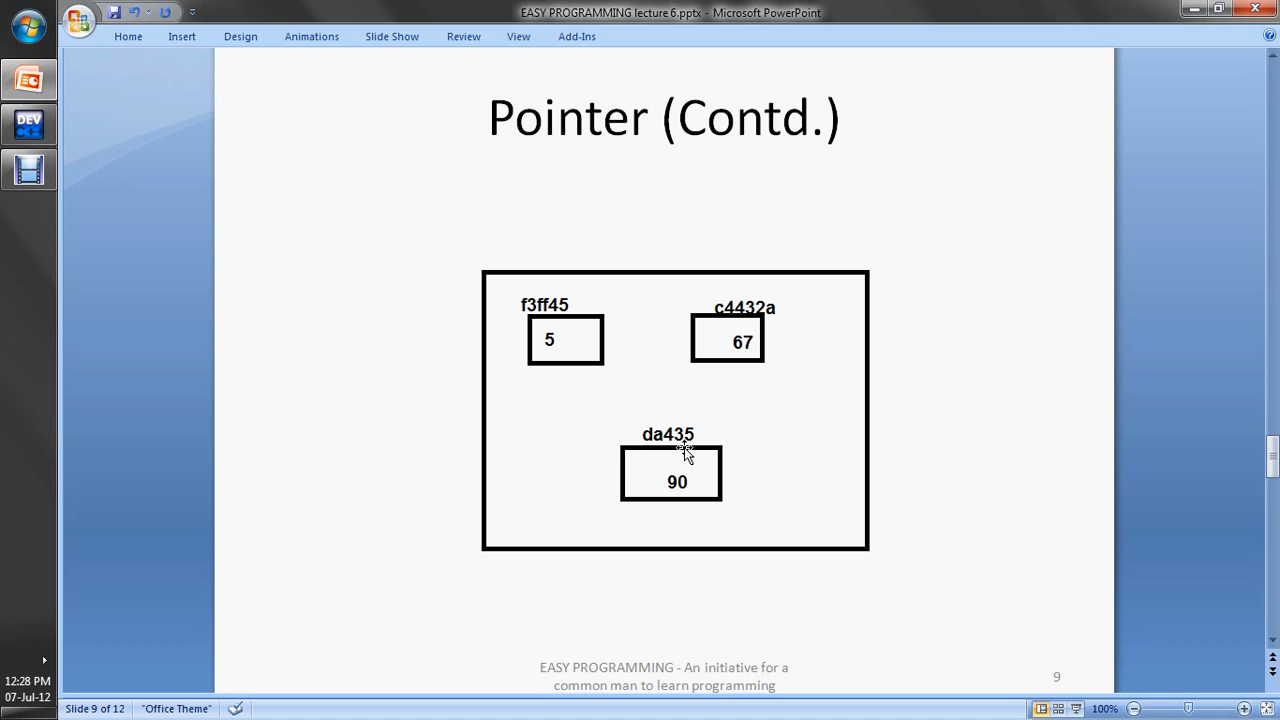 EASY PROGRAMMING lecture 6.pptx - Microsoft PowerPoint
Home Insert Design Animations Slide Show Review View Add-Ins
DEV
Pointer (Contd.)
f3ff45 c4432a
5 67
da435
90
EASY PROGRAMMING - An initiative for a
common man to learn programming
9
12:28 PM
07-Jul-12
Slide 9 of 12 "Office Theme" 100%